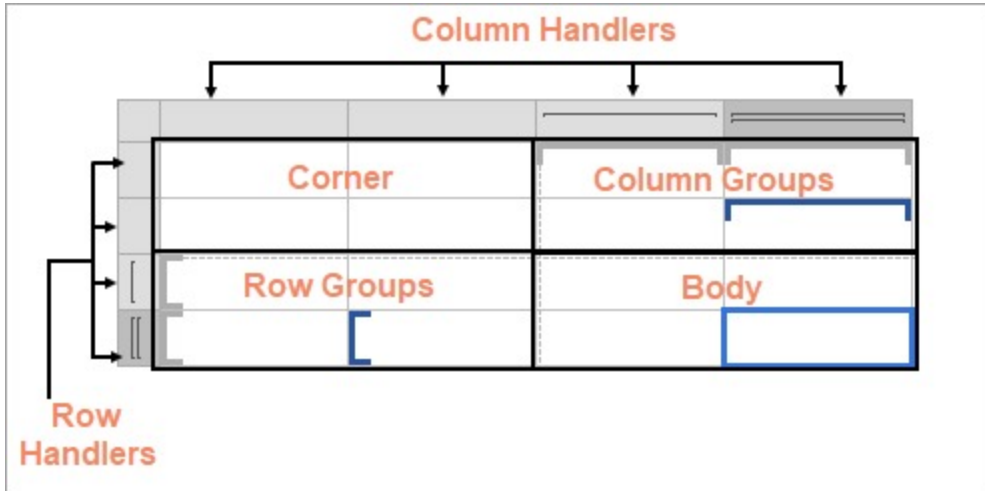 Column Handlers
Corner
Column Groups
Row Groups
Body
Row
Handlers